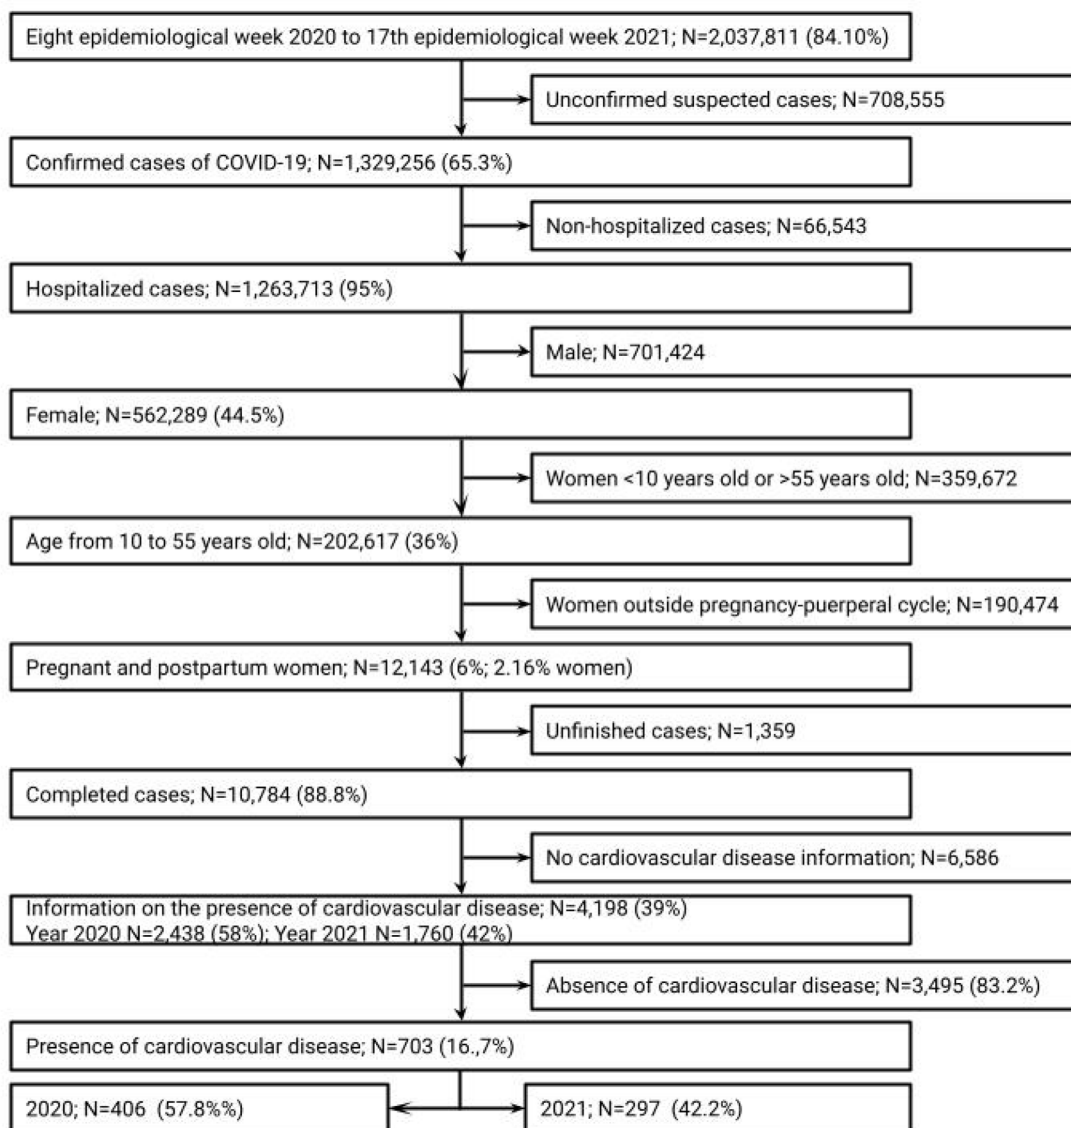 Eight epidemiological week 2020 to 17th epidemiological week 2021; N=2,037,811 (84.10%)
Unconfirmed suspected cases; N=708,555
Confirmed cases of COVID-19; N=1,329,256 (65.3%)
Non-hospitalized cases; N=66,543
Hospitalized cases; N=1,263,713 (95%)
Male; N=701,424
Female; N=562,289 (44.5%)
Women <10 years old or >55 years old; N=359,672
Age from 10 to 55 years old; N=202,617 (36%)
Women outside pregnancy-puerperal cycle; N=190,474
Pregnant and postpartum women; N=12,143 (6%; 2.16% women)
Unfinished cases; N=1,359
Completed cases; N=10,784 (88.8%)
No cardiovascular disease information; N=6,586
Information on the presence of cardiovascular disease; N=4,198 (39%)
Year 2020 N=2,438 (58%); Year 2021 N=1,760 (42%)
Absence of cardiovascular disease; N=3,495 (83.2%)
Presence of cardiovascular disease; N=703 (16.,7%)
2020; N=406 (57.8%%)
2021; N=297 (42.2%)